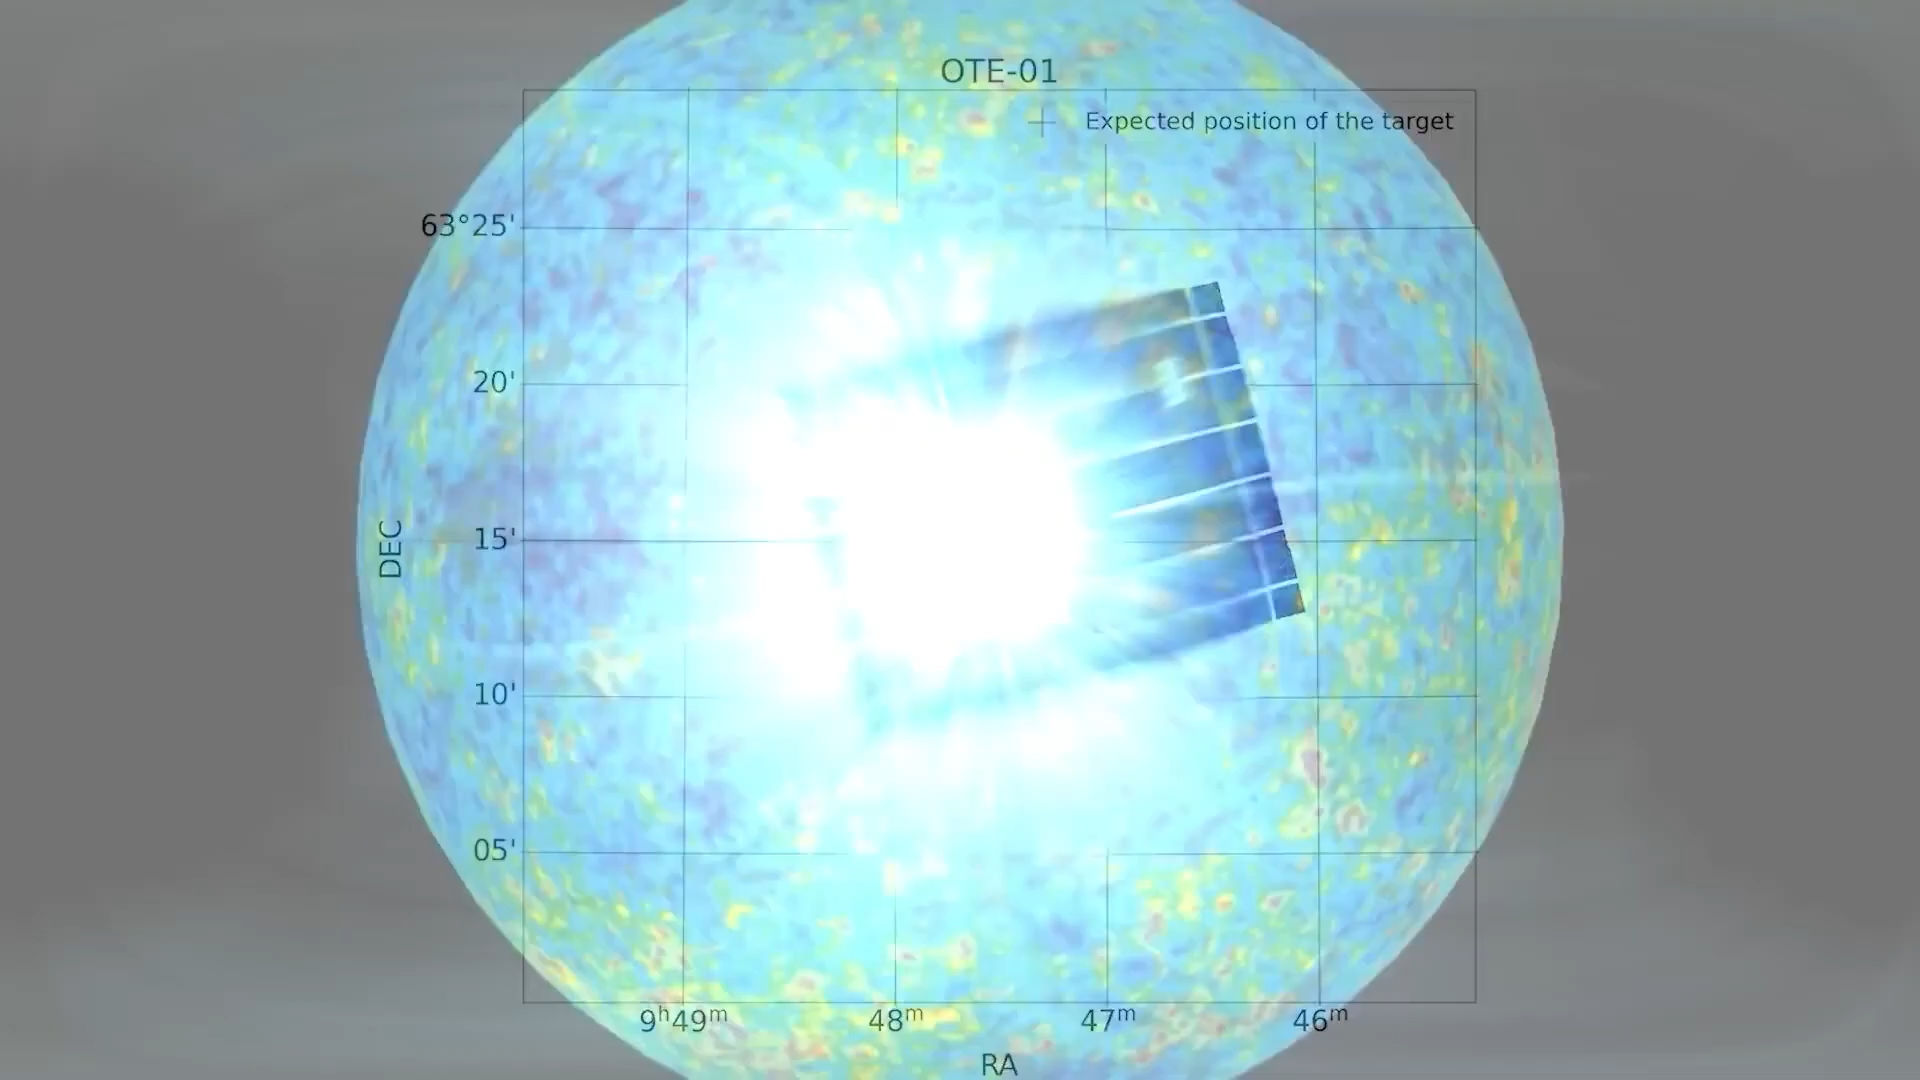 OTE-01
Expected position of the target
63°25'
20'
15'
10'
05'
DEC
9ʰ49ᵐ
48ᵐ
47ᵐ
46ᵐ
RA